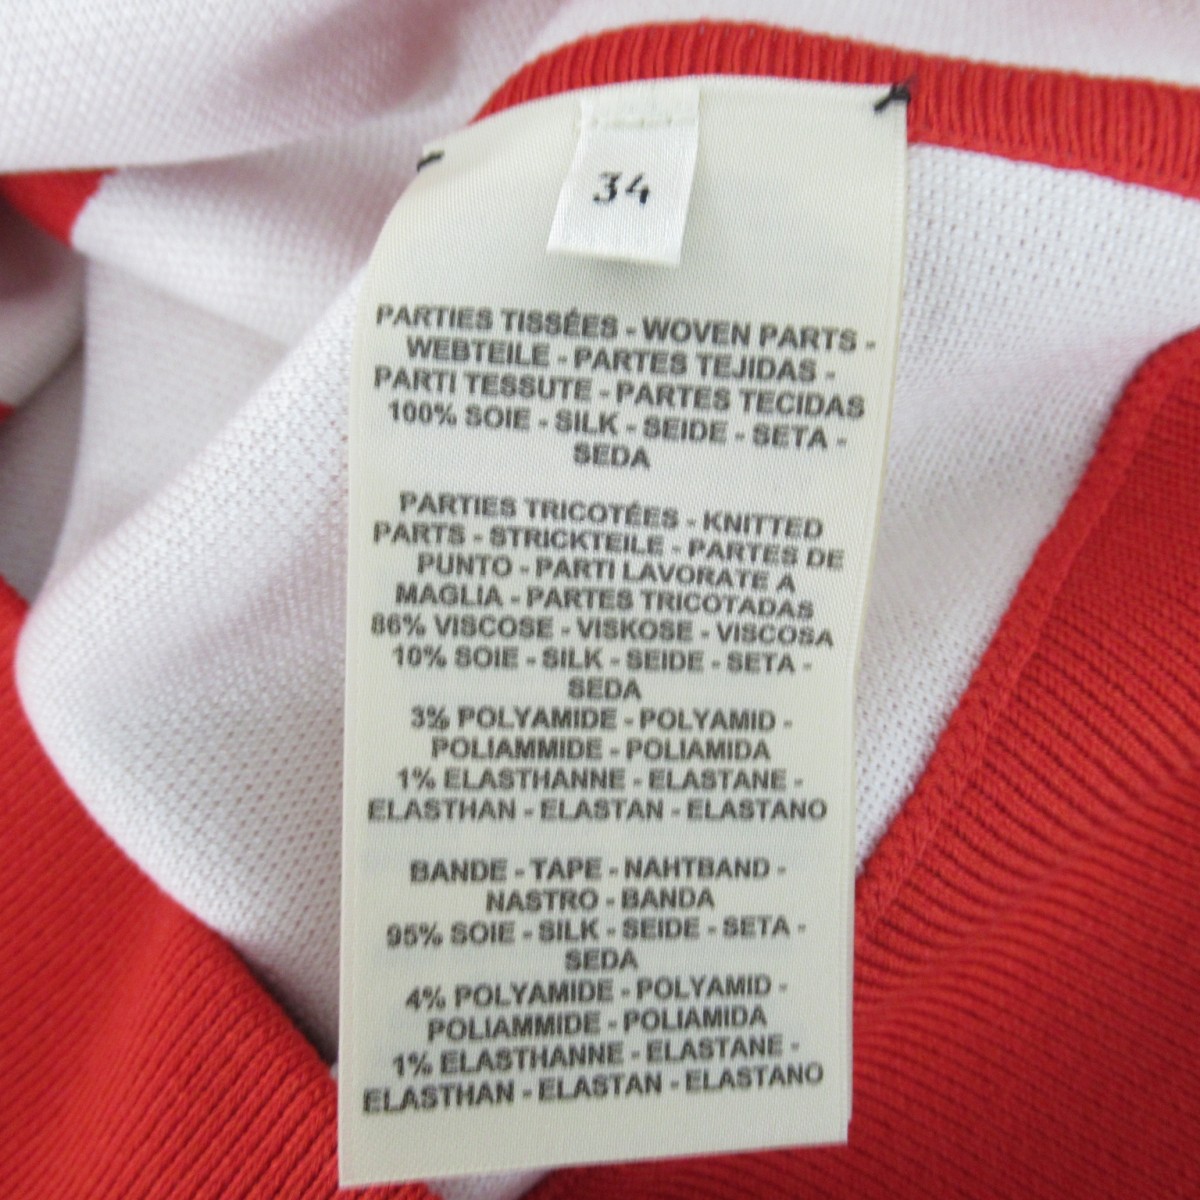 34
PARTIES TISSÉES - WOVEN PARTS -
WEBTEILE - PARTES TEJIDAS -
PARTI TESSUTE - PARTES TECIDAS
100% SOIE - SILK - SEIDE - SETA -
SEDA
PARTIES TRICOTÉES - KNITTED
PARTS - STRICKTEILE - PARTES DE
PUNTO - PARTI LAVORATE A
MAGLIA - PARTES TRICOTADAS
86% VISCOSE - VISKOSE - VISCOSA
10% SOIE - SILK - SEIDE - SETA -
SEDA
3% POLYAMIDE - POLYAMID -
POLIAMMIDE - POLIAMIDA
1% ELASTHANNE - ELASTANE -
ELASTHAN - ELASTAN - ELASTANO
BANDE - TAPE - NAHTBAND -
NASTRO - BANDA
95% SOIE - SILK - SEIDE - SETA -
SEDA
4% POLYAMIDE - POLYAMID -
POLIAMMIDE - POLIAMIDA
1% ELASTHANNE - ELASTANE -
ELASTHAN - ELASTAN - ELASTANO